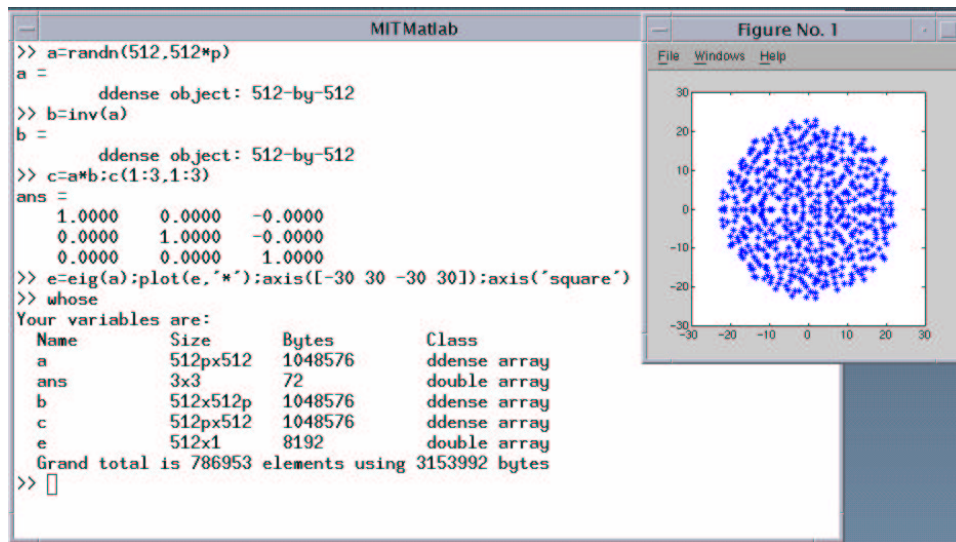 MITMatlab
>> a=randn(512,512*p)
a =
ddense object: 512-by-512
>> b=inv(a)
b =
ddense object: 512-by-512
>> c=a*b;c(1:3,1:3)
ans =
1.0000 0.0000 -0.0000
0.0000 1.0000 -0.0000
0.0000 0.0000 1.0000
>> e=eig(a);plot(e,'*');axis([-30 30 -30 30]);axis('square')
>> whose
Your variables are:
Name Size Bytes Class
a 512px512 1048576 ddense array
ans 3x3 72 double array
b 512x512p 1048576 ddense array
c 512px512 1048576 ddense array
e 512x1 8192 double array
Grand total is 786953 elements using 3153992 bytes
>>
Figure No. 1
File Windows Help
30
20
10
0
-10
-20
-30
-30 -20 -10 0 10 20 30